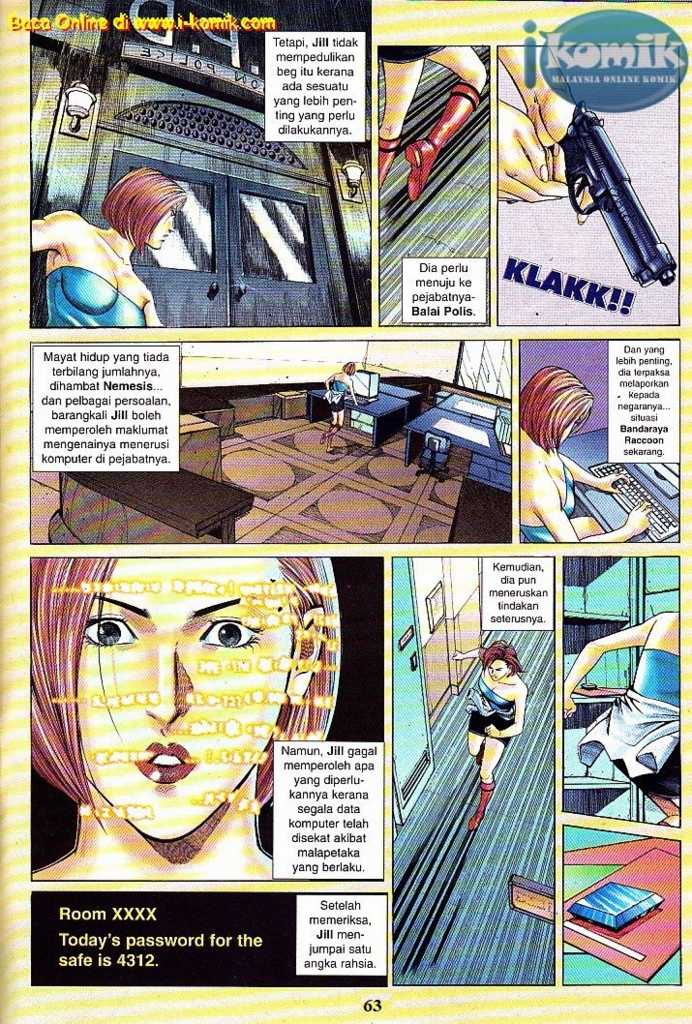 Baca Online di www.i-komik.com
ikomik
MALAYSIA ONLINE KOMIK
R.P.D.
ON POLICE
Tetapi, Jill tidak
mempedulikan
beg itu kerana
ada sesuatu
yang lebih pen-
ting yang perlu
dilakukannya.
Dia perlu
menuju ke
pejabatnya-
Balai Polis.
KLAKK!!
Mayat hidup yang tiada
terbilang jumlahnya,
dihambat Nemesis...
dan pelbagai persoalan,
barangkali Jill boleh
memperoleh maklumat
mengenainya menerusi
komputer di pejabatnya.
Dan yang
lebih penting,
dia terpaksa
melaporkan
kepada
negaranya...
situasi
Bandaraya
Raccoon
sekarang.
Namun, Jill gagal
memperoleh apa
yang diperlu-
kannya kerana
segala data
komputer telah
disekat akibat
malapetaka
yang berlaku.
Kemudian,
dia pun
meneruskan
tindakan
seterusnya.
Room XXXX
Today's password for the
safe is 4312.
Setelah
memeriksa,
Jill men-
jumpai satu
angka rahsia.
63